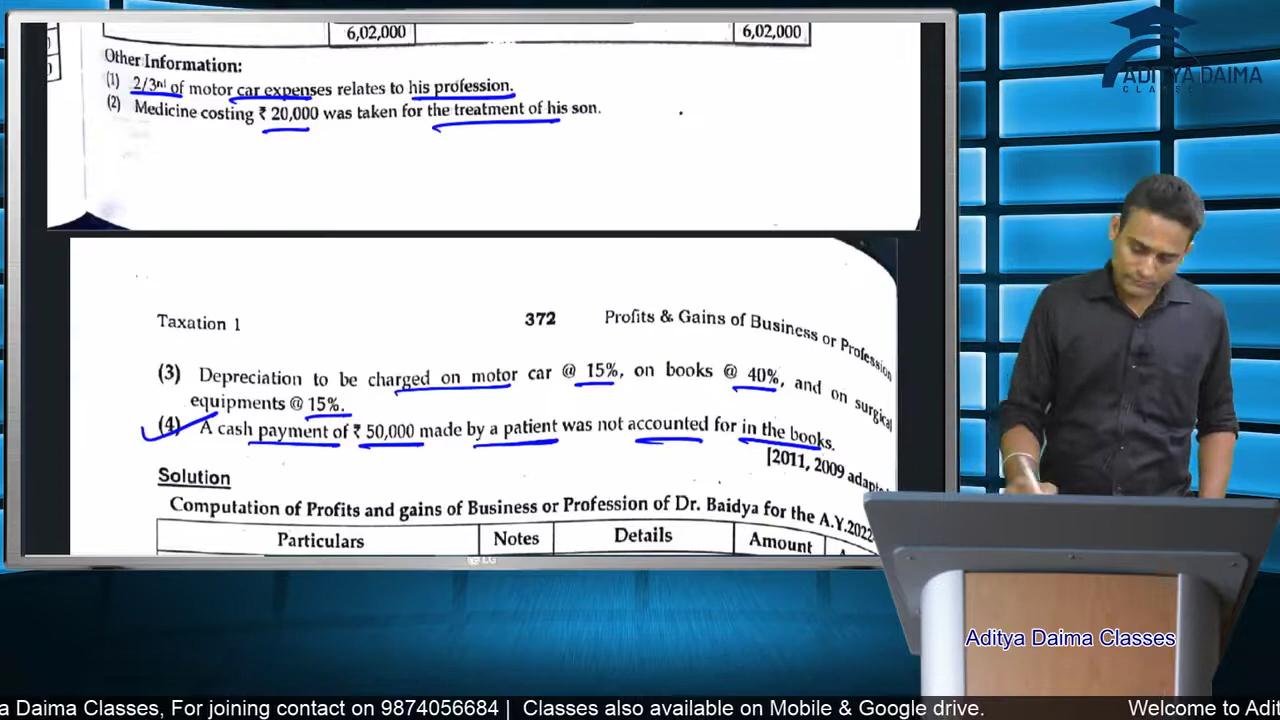 6,02,000 6,02,000
Other Information:
(1) 2/3rd of motor car expenses relates to his profession.
(2) Medicine costing ₹ 20,000 was taken for the treatment of his son.
ADITYA DAIMA
CLASSES
Taxation 1 372 Profits & Gains of Business or Profession
(3) Depreciation to be charged on motor car @ 15%, on books @ 40%, and on surgical
equipments @ 15%.
(4) A cash payment of ₹ 50,000 made by a patient was not accounted for in the books.
[2011, 2009
Solution
Computation of Profits and gains of Business or Profession of Dr. Baidya for the A.Y.2022
Particulars Notes Details Amount
LG
Aditya Daima Classes
a Daima Classes, For joining contact on 9874056684 | Classes also available on Mobile & Google drive. Welcome to Adit